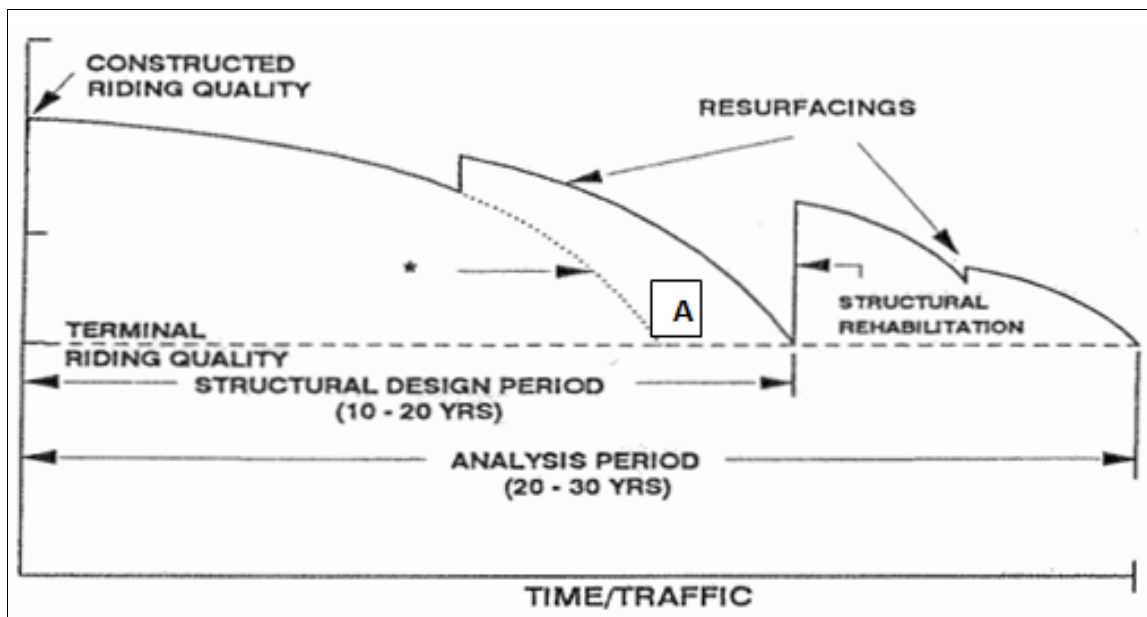 CONSTRUCTED
RIDING QUALITY
RESURFACINGS
*
A
STRUCTURAL
REHABILITATION
TERMINAL
RIDING QUALITY
STRUCTURAL DESIGN PERIOD
(10 - 20 YRS)
ANALYSIS PERIOD
(20 - 30 YRS)
TIME/TRAFFIC